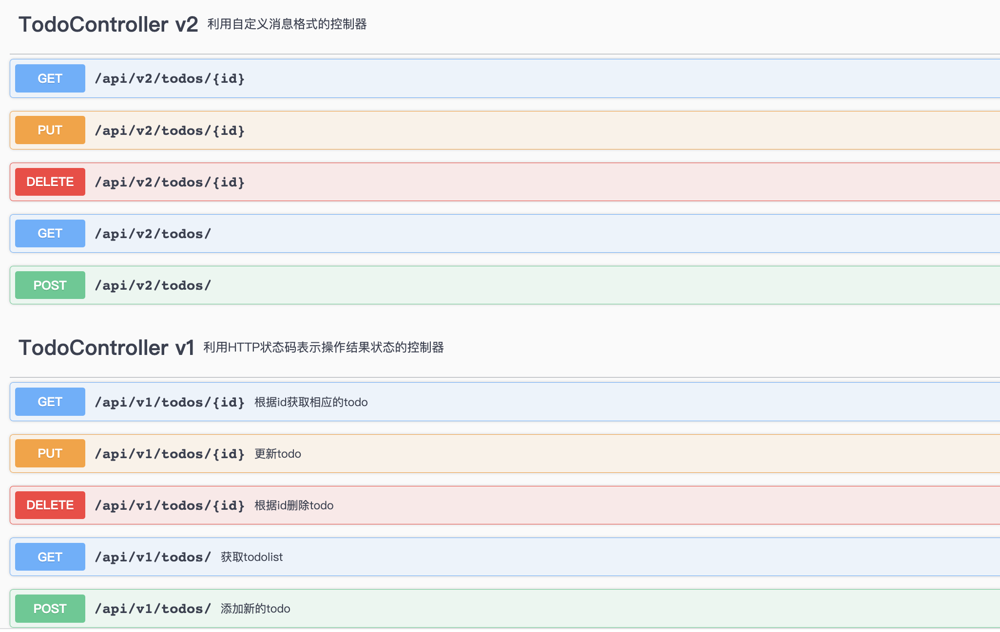 TodoController v2 利用自定义消息格式的控制器
GET /api/v2/todos/{id}
PUT /api/v2/todos/{id}
DELETE /api/v2/todos/{id}
GET /api/v2/todos/
POST /api/v2/todos/
TodoController v1 利用HTTP状态码表示操作结果状态的控制器
GET /api/v1/todos/{id} 根据id获取相应的todo
PUT /api/v1/todos/{id} 更新todo
DELETE /api/v1/todos/{id} 根据id删除todo
GET /api/v1/todos/ 获取todolist
POST /api/v1/todos/ 添加新的todo